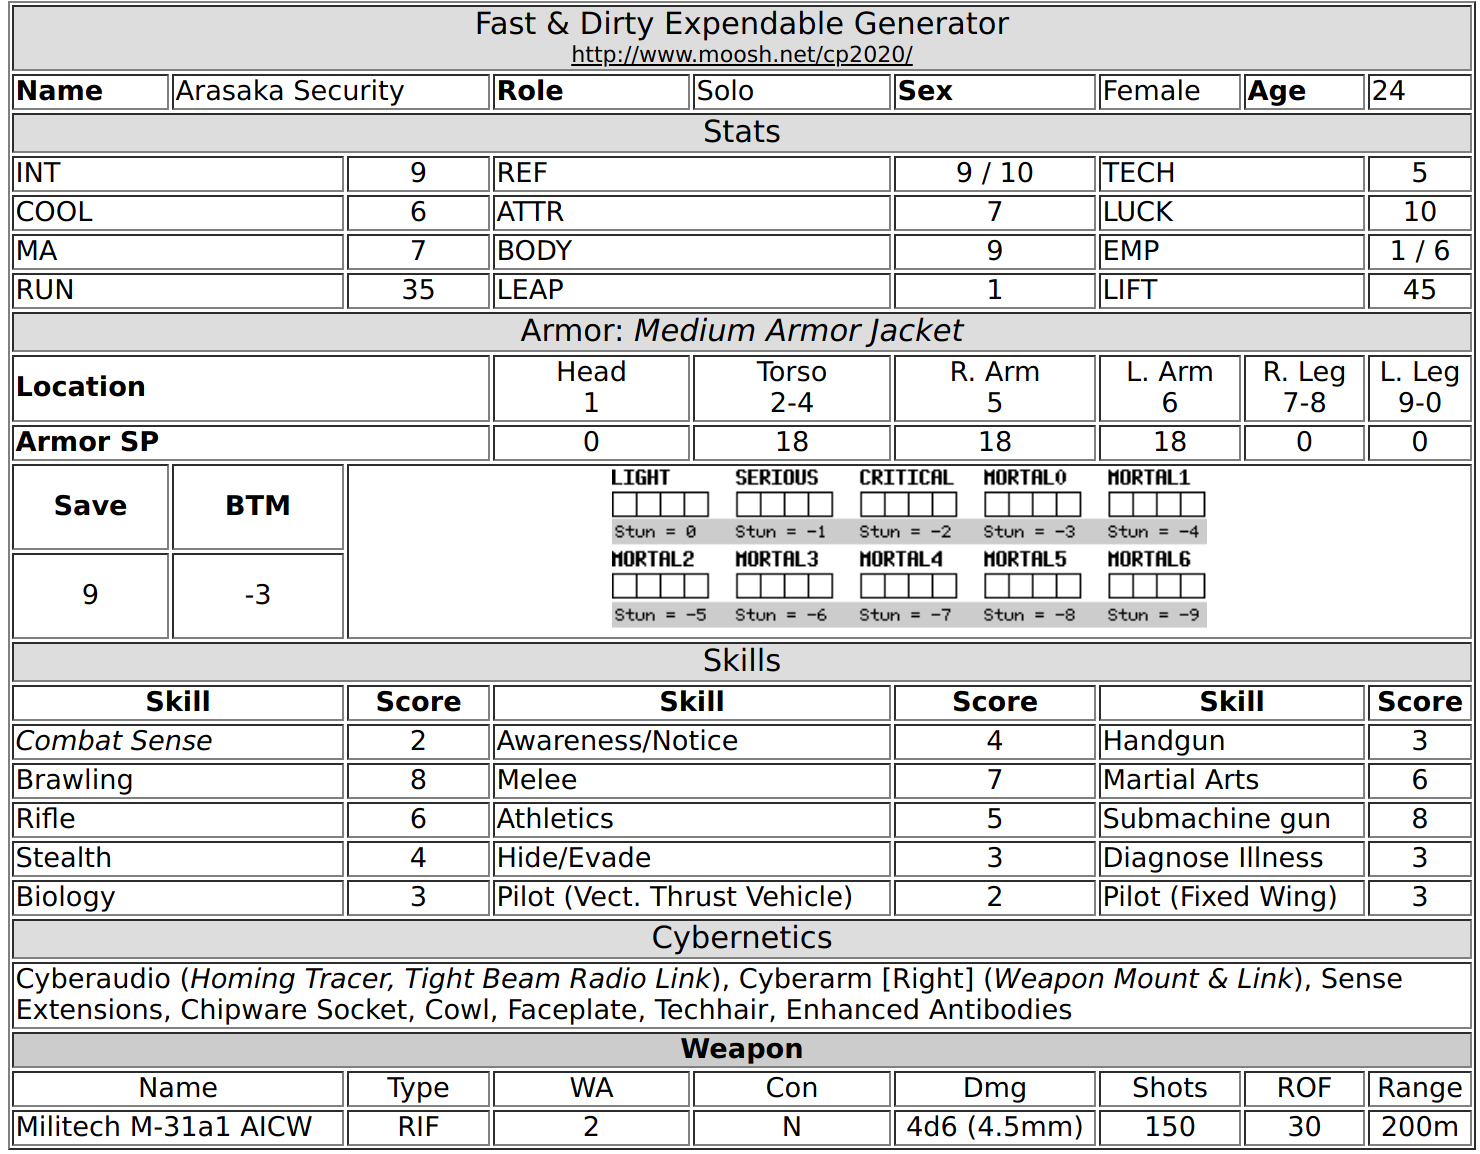 Fast & Dirty Expendable Generator
http://www.moosh.net/cp2020/
Name Arasaka Security Role Solo Sex Female Age 24
Stats
INT 9 REF 9 / 10 TECH 5
COOL 6 ATTR 7 LUCK 10
MA 7 BODY 9 EMP 1 / 6
RUN 35 LEAP 1 LIFT 45
Armor: Medium Armor Jacket
Location Head Torso R. Arm L. Arm R. Leg L. Leg
1 2-4 5 6 7-8 9-0
Armor SP 0 18 18 18 0 0
Save BTM
9 -3
LIGHT SERIOUS CRITICAL MORTAL0 MORTAL1
Stun = 0 Stun = -1 Stun = -2 Stun = -3 Stun = -4
MORTAL2 MORTAL3 MORTAL4 MORTAL5 MORTAL6
Stun = -5 Stun = -6 Stun = -7 Stun = -8 Stun = -9
Skills
Skill Score Skill Score Skill Score
Combat Sense 2 Awareness/Notice 4 Handgun 3
Brawling 8 Melee 7 Martial Arts 6
Rifle 6 Athletics 5 Submachine gun 8
Stealth 4 Hide/Evade 3 Diagnose Illness 3
Biology 3 Pilot (Vect. Thrust Vehicle) 2 Pilot (Fixed Wing) 3
Cybernetics
Cyberaudio (Homing Tracer, Tight Beam Radio Link), Cyberarm [Right] (Weapon Mount & Link), Sense
Extensions, Chipware Socket, Cowl, Faceplate, Techhair, Enhanced Antibodies
Weapon
Name Type WA Con Dmg Shots ROF Range
Militech M-31a1 AICW RIF 2 N 4d6 (4.5mm) 150 30 200m